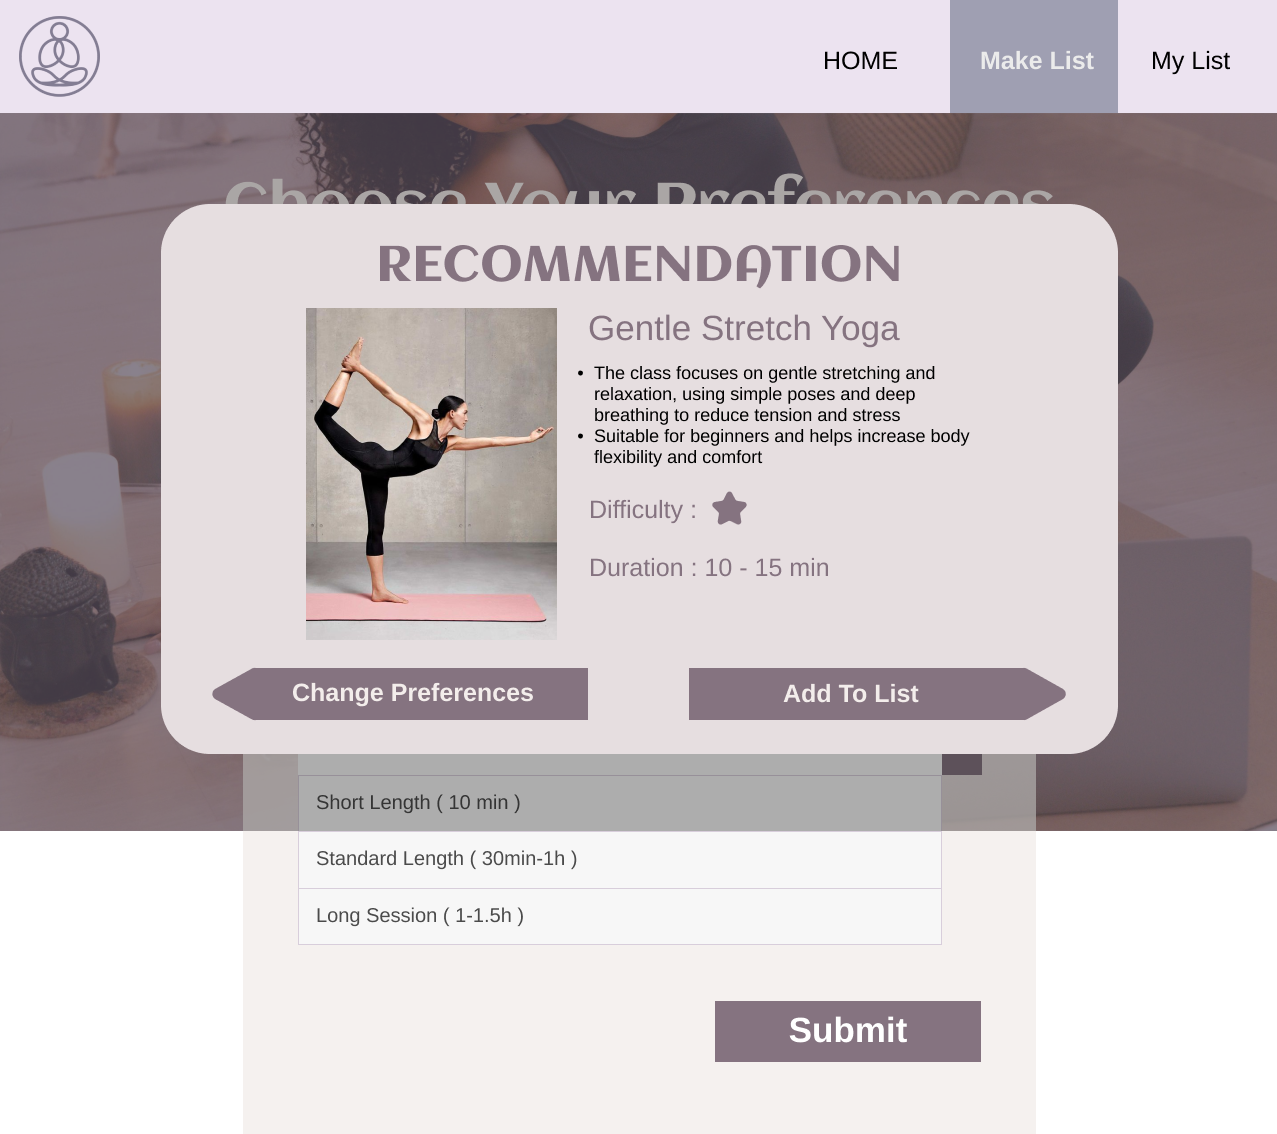 HOME
Make List
My List
Choose Your Preferences
RECOMMENDATION
Gentle Stretch Yoga
• The class focuses on gentle stretching and
relaxation, using simple poses and deep
breathing to reduce tension and stress
• Suitable for beginners and helps increase body
flexibility and comfort
Difficulty :
Duration : 10 - 15 min
Change Preferences
Add To List
Short Length ( 10 min )
Standard Length ( 30min-1h )
Long Session ( 1-1.5h )
Submit